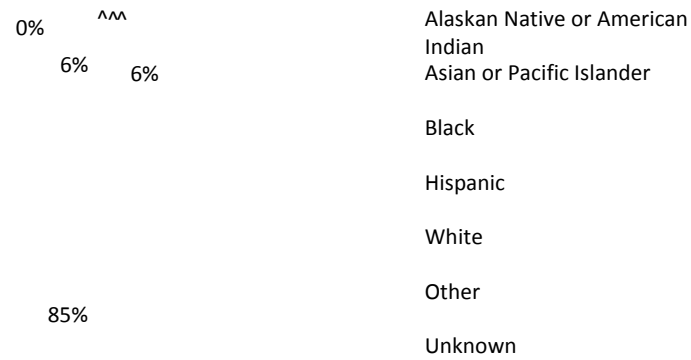 0%
^^^
6%
6%
85%
Alaskan Native or American
Indian
Asian or Pacific Islander
Black
Hispanic
White
Other
Unknown